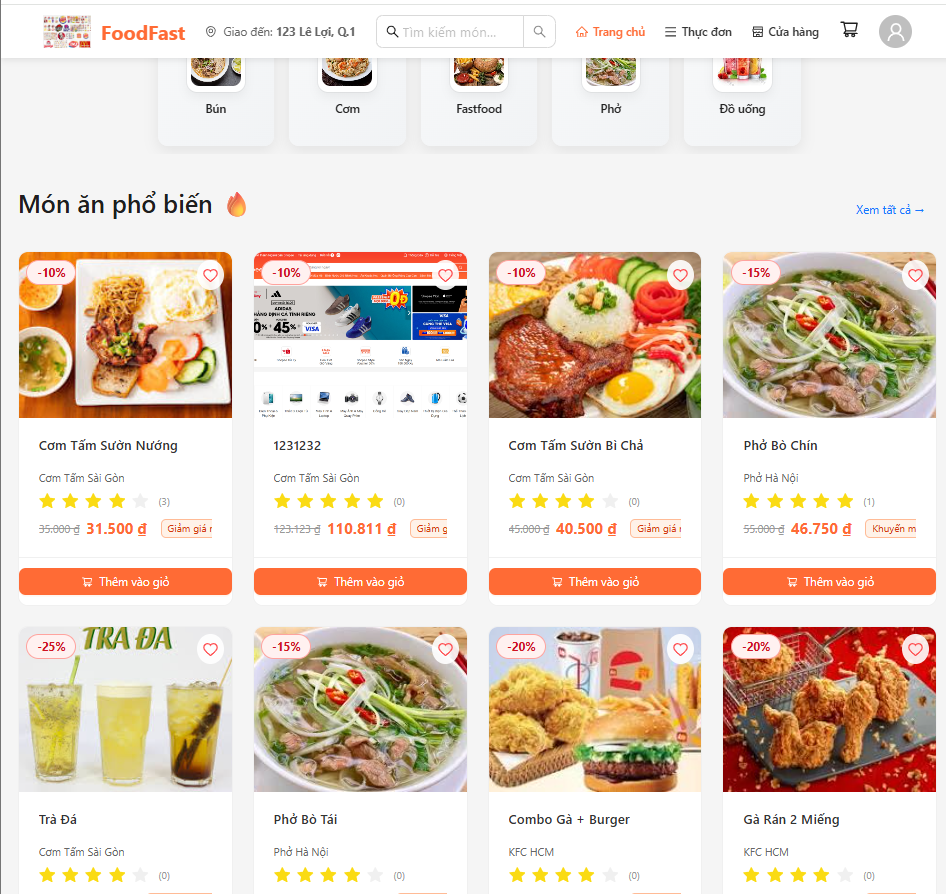 FoodFast
Giao đến: 123 Lê Lợi, Q.1
Tìm kiếm món...
Trang chủ
Thực đơn
Cửa hàng
Bún
Cơm
Fastfood
Phở
Đồ uống
Món ăn phổ biến
Xem tất cả →
-10%
-10%
-10%
-15%
ADIDAS
45%
VISA
Cơm Tấm Sườn Nướng
1231232
Cơm Tấm Sườn Bì Chả
Phở Bò Chín
Cơm Tấm Sài Gòn
Cơm Tấm Sài Gòn
Cơm Tấm Sài Gòn
Phở Hà Nội
(3)
(0)
(0)
(1)
35.000 ₫ 31.500 ₫ Giảm giá r
123.123 ₫ 110.811 ₫ Giảm g
45.000 ₫ 40.500 ₫ Giảm giá r
55.000 ₫ 46.750 ₫ Khuyến m
Thêm vào giỏ
Thêm vào giỏ
Thêm vào giỏ
Thêm vào giỏ
-25%
TRÀ ĐÁ
-15%
-20%
-20%
Trà Đá
Phở Bò Tái
Combo Gà + Burger
Gà Rán 2 Miếng
Cơm Tấm Sài Gòn
Phở Hà Nội
KFC HCM
KFC HCM
(0)
(0)
(0)
(0)